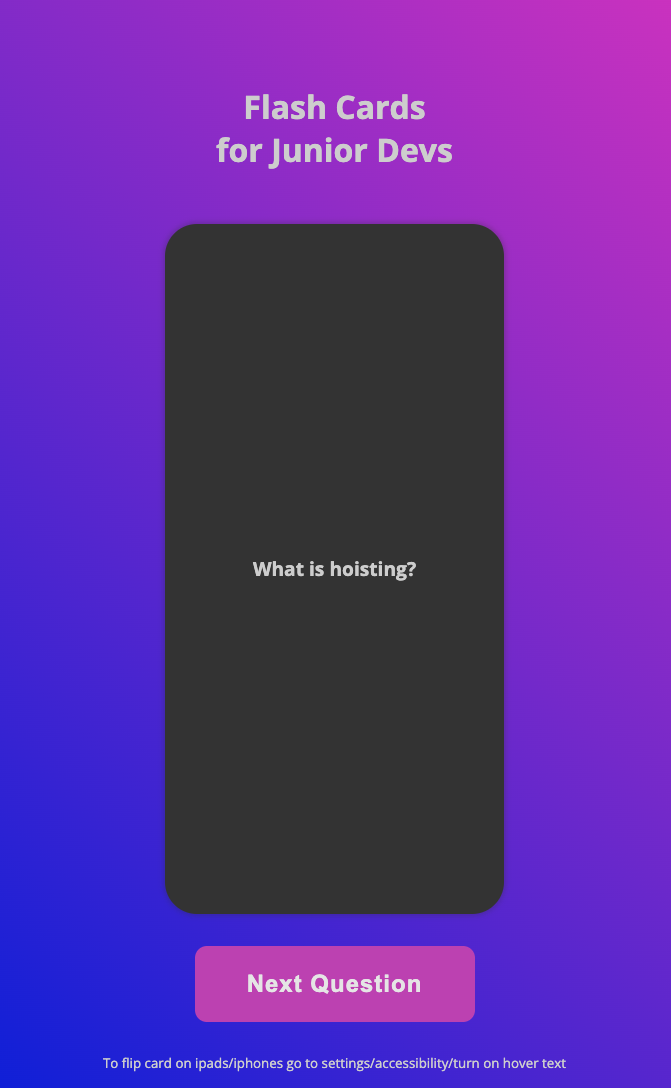 Flash Cards
for Junior Devs
What is hoisting?
Next Question
To flip card on ipads/iphones go to settings/accessibility/turn on hover text